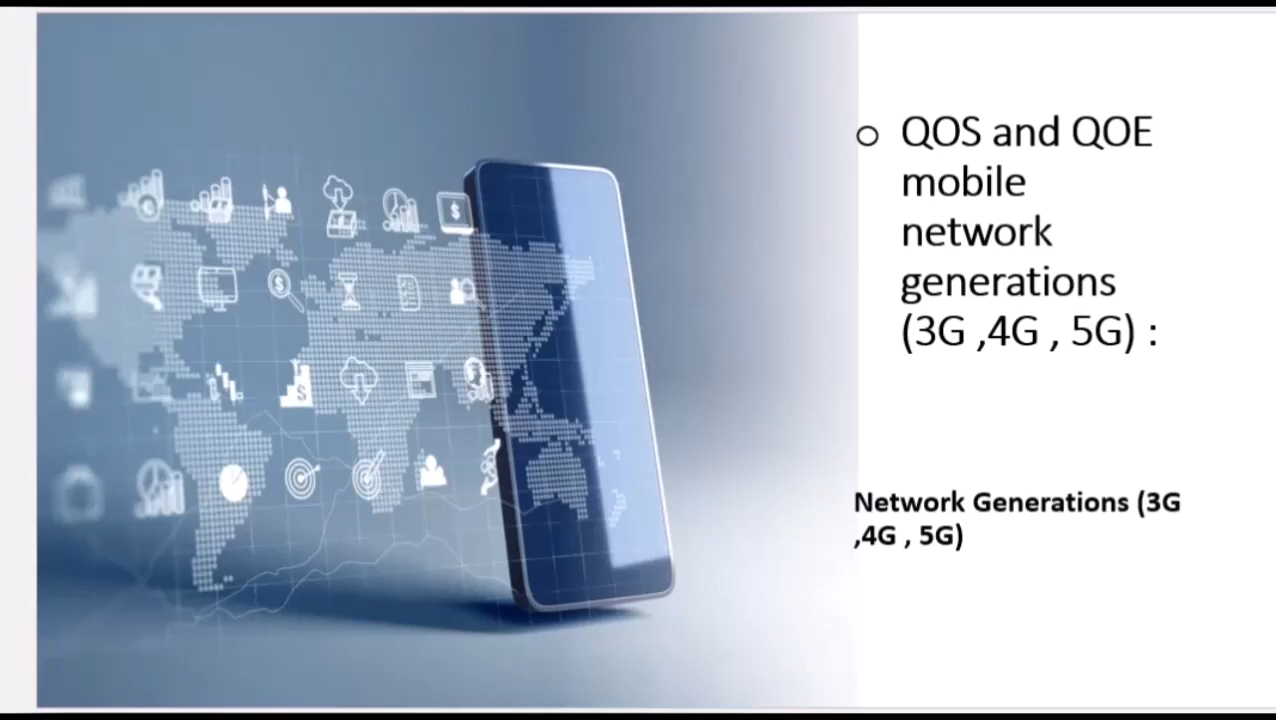 o QOS and QOE
mobile
network
generations
(3G ,4G , 5G) :
Network Generations (3G
,4G , 5G)